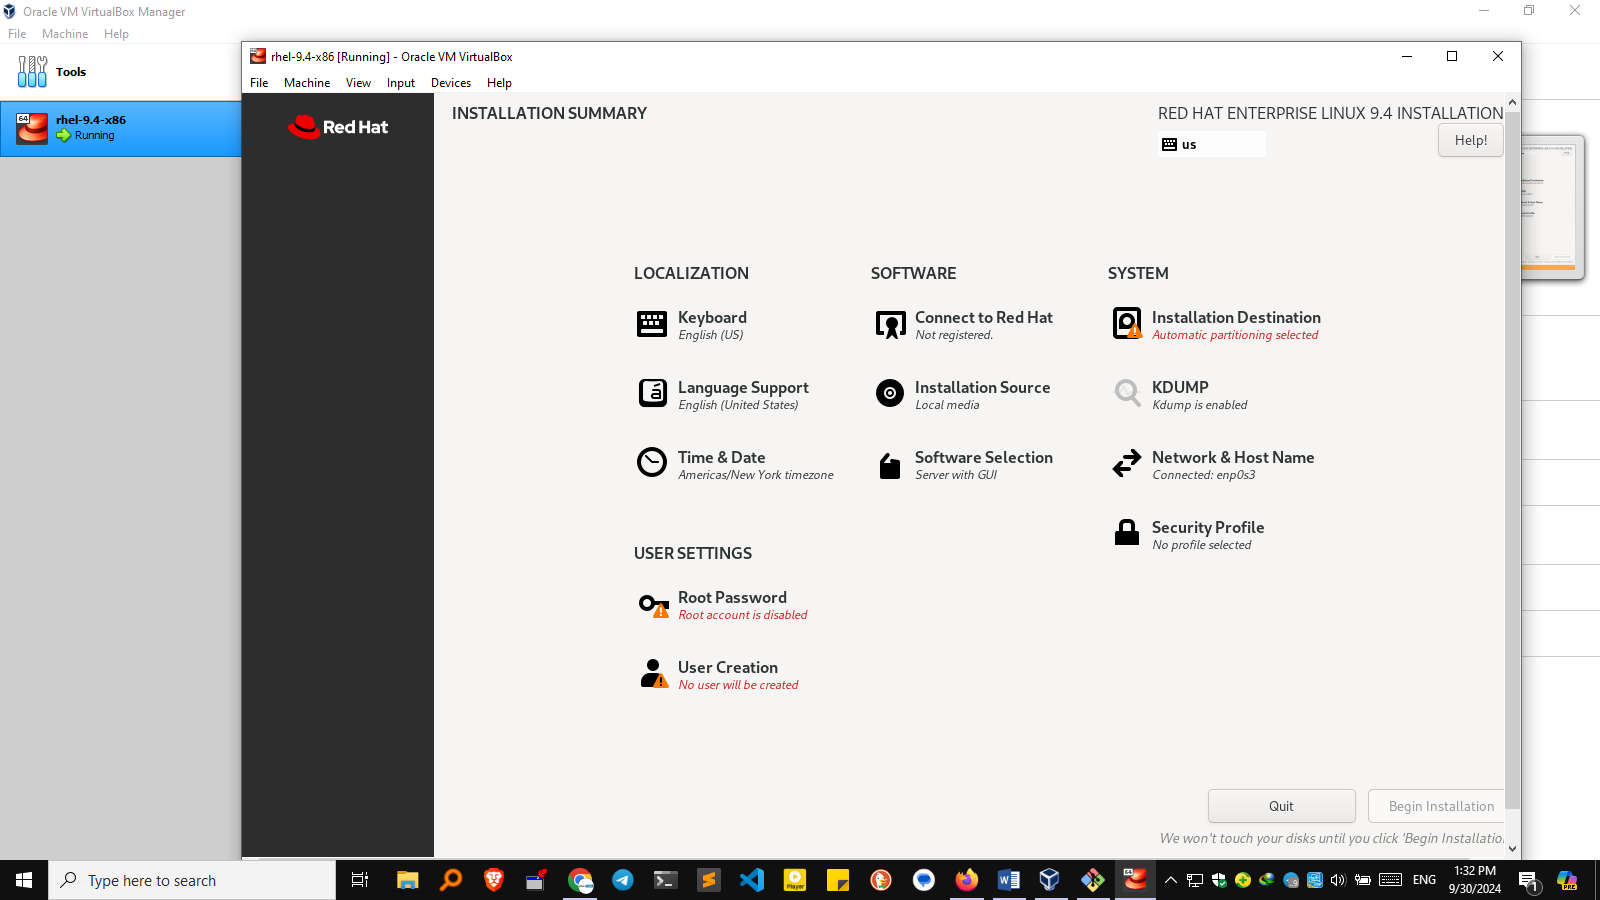 Oracle VM VirtualBox Manager
File Machine Help
Tools
64
rhel-9.4-x86
Running
rhel-9.4-x86 [Running] - Oracle VM VirtualBox
File Machine View Input Devices Help
Red Hat
INSTALLATION SUMMARY
RED HAT ENTERPRISE LINUX 9.4 INSTALLATION
us
Help!
LOCALIZATION
Keyboard
English (US)
Language Support
English (United States)
Time & Date
Americas/New York timezone
SOFTWARE
Connect to Red Hat
Not registered.
Installation Source
Local media
Software Selection
Server with GUI
SYSTEM
Installation Destination
Automatic partitioning selected
KDUMP
Kdump is enabled
Network & Host Name
Connected: enp0s3
Security Profile
No profile selected
USER SETTINGS
Root Password
Root account is disabled
User Creation
No user will be created
Quit
Begin Installation
We won't touch your disks until you click 'Begin Installatio
Type here to search
Player
ENG
1:32 PM
9/30/2024
1
PRE